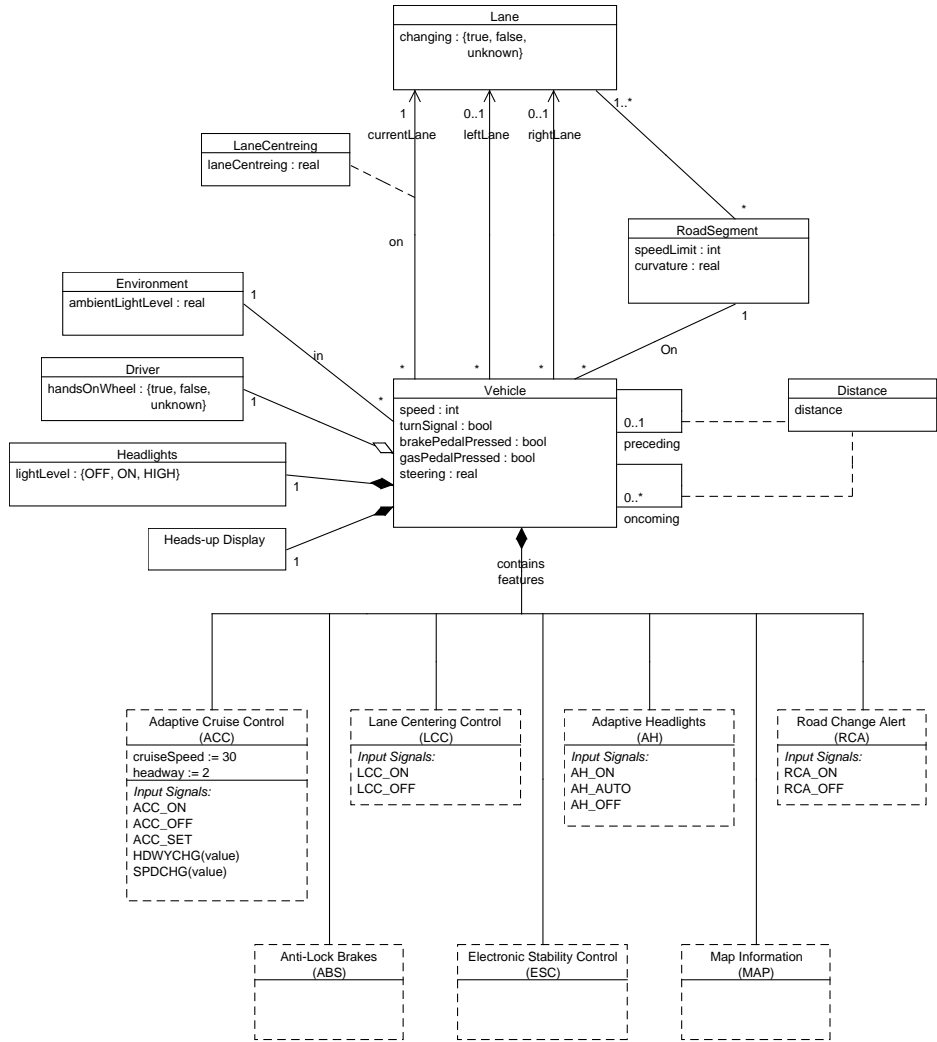 Lane
changing : {true, false,
unknown}
1
0..1
0..1
1..*
currentLane
leftLane
rightLane
LaneCentreing
laneCentreing : real
on
*
RoadSegment
speedLimit : int
curvature : real
1
On
Environment
ambientLightLevel : real
1
in
*
Driver
handsOnWheel : {true, false,
unknown}
1
Headlights
lightLevel : {OFF, ON, HIGH}
1
Heads-up Display
1
*
*
*
*
Vehicle
speed : int
turnSignal : bool
brakePedalPressed : bool
gasPedalPressed : bool
steering : real
0..1
preceding
0..*
oncoming
Distance
distance
contains
features
Adaptive Cruise Control
(ACC)
cruiseSpeed := 30
headway := 2
Input Signals:
ACC_ON
ACC_OFF
ACC_SET
HDWYCHG(value)
SPDCHG(value)
Lane Centering Control
(LCC)
Input Signals:
LCC_ON
LCC_OFF
Adaptive Headlights
(AH)
Input Signals:
AH_ON
AH_AUTO
AH_OFF
Road Change Alert
(RCA)
Input Signals:
RCA_ON
RCA_OFF
Anti-Lock Brakes
(ABS)
Electronic Stability Control
(ESC)
Map Information
(MAP)